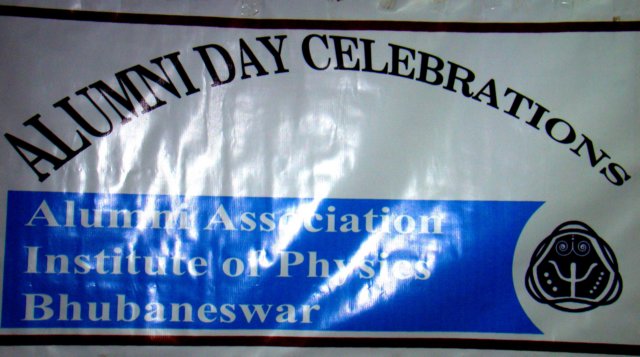 ALUMNI DAY CELEBRATIONS
Alumni Association
Institute of Physics
Bhubaneswar